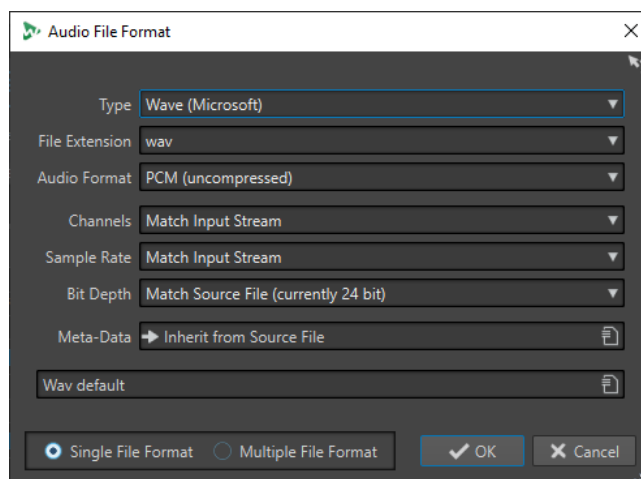 Audio File Format
Type Wave (Microsoft)
File Extension wav
Audio Format PCM (uncompressed)
Channels Match Input Stream
Sample Rate Match Input Stream
Bit Depth Match Source File (currently 24 bit)
Meta-Data Inherit from Source File
Wav default
Single File Format Multiple File Format OK Cancel